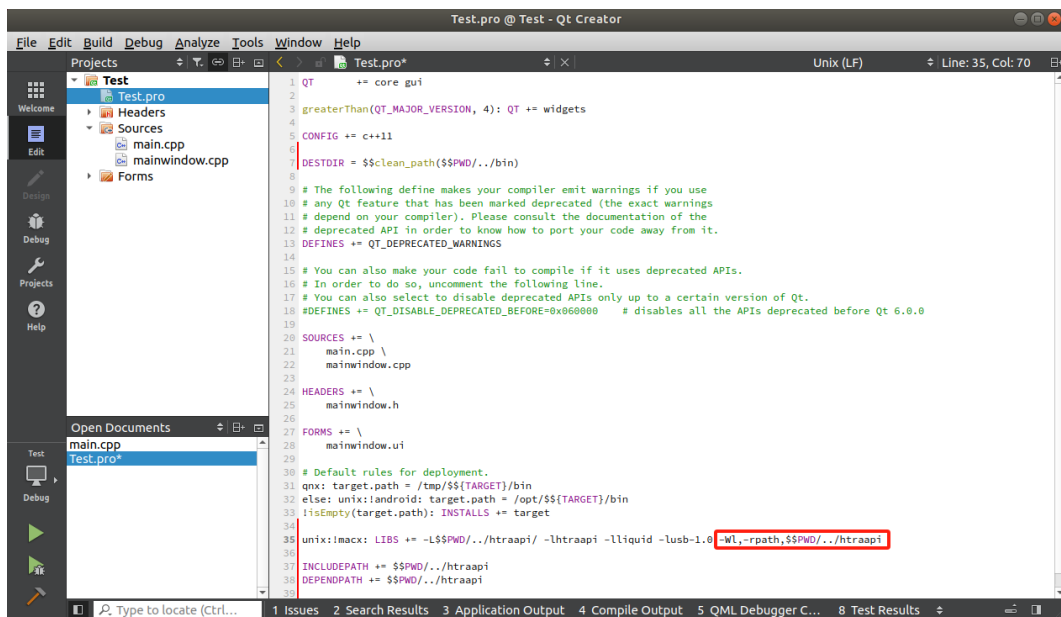 Test.pro @ Test - Qt Creator
File Edit Build Debug Analyze Tools Window Help
Projects
Test.pro*
Unix (LF)
Line: 35, Col: 70
Welcome
Edit
Design
Debug
Projects
Help
Test
Test.pro
Headers
Sources
main.cpp
mainwindow.cpp
Forms
Open Documents
main.cpp
Test.pro*
Test
Debug
1 QT += core gui
2
3 greaterThan(QT_MAJOR_VERSION, 4): QT += widgets
4
5 CONFIG += c++11
6
7 DESTDIR = $$clean_path($$PWD/../bin)
8
9 # The following define makes your compiler emit warnings if you use
10 # any Qt feature that has been marked deprecated (the exact warnings
11 # depend on your compiler). Please consult the documentation of the
12 # deprecated API in order to know how to port your code away from it.
13 DEFINES += QT_DEPRECATED_WARNINGS
14
15 # You can also make your code fail to compile if it uses deprecated APIs.
16 # In order to do so, uncomment the following line.
17 # You can also select to disable deprecated APIs only up to a certain version of Qt.
18 #DEFINES += QT_DISABLE_DEPRECATED_BEFORE=0x060000 # disables all the APIs deprecated before Qt 6.0.0
19
20 SOURCES += \
21 main.cpp \
22 mainwindow.cpp
23
24 HEADERS += \
25 mainwindow.h
26
27 FORMS += \
28 mainwindow.ui
29
30 # Default rules for deployment.
31 qnx: target.path = /tmp/$${TARGET}/bin
32 else: unix:!android: target.path = /opt/$${TARGET}/bin
33 !isEmpty(target.path): INSTALLS += target
34
35 unix:!macx: LIBS += -L$$PWD/../htraapi/ -lhtraapi -lliquid -lusb-1.0 -Wl,-rpath,$$PWD/../htraapi
36
37 INCLUDEPATH += $$PWD/../htraapi
38 DEPENDPATH += $$PWD/../htraapi
39
Type to locate (Ctrl...
1 Issues 2 Search Results 3 Application Output 4 Compile Output 5 QML Debugger C... 8 Test Results